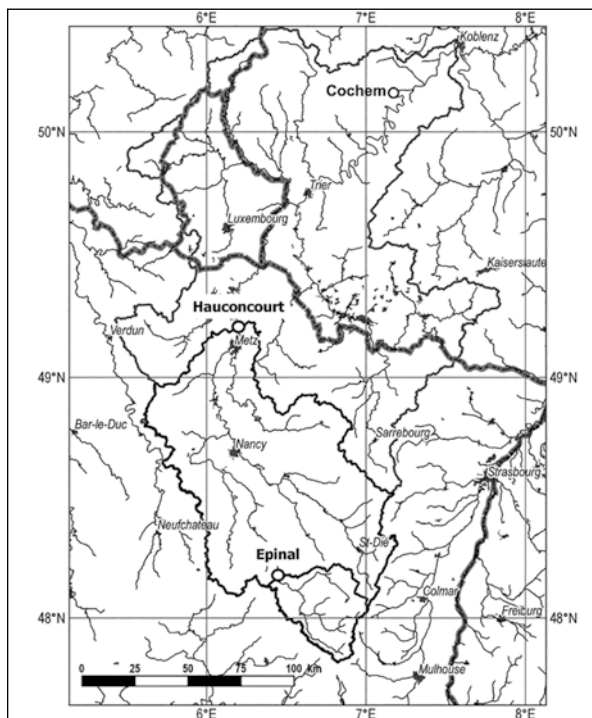 6°E 7°E 8°E
Koblenz
Cochem
50°N 50°N
Trier
Luxembourg
Kaiserslaute
Hauconcourt
Verdun
Metz
49°N 49°N
Bar-le-Duc
Sarrebourg
Nancy
Strasbourg
Neufchateau
St-Dié
Epinal
Colmar
48°N 48°N
Freiburg
0 25 50 75 100 km
Mulhouse
6°E 7°E 8°E